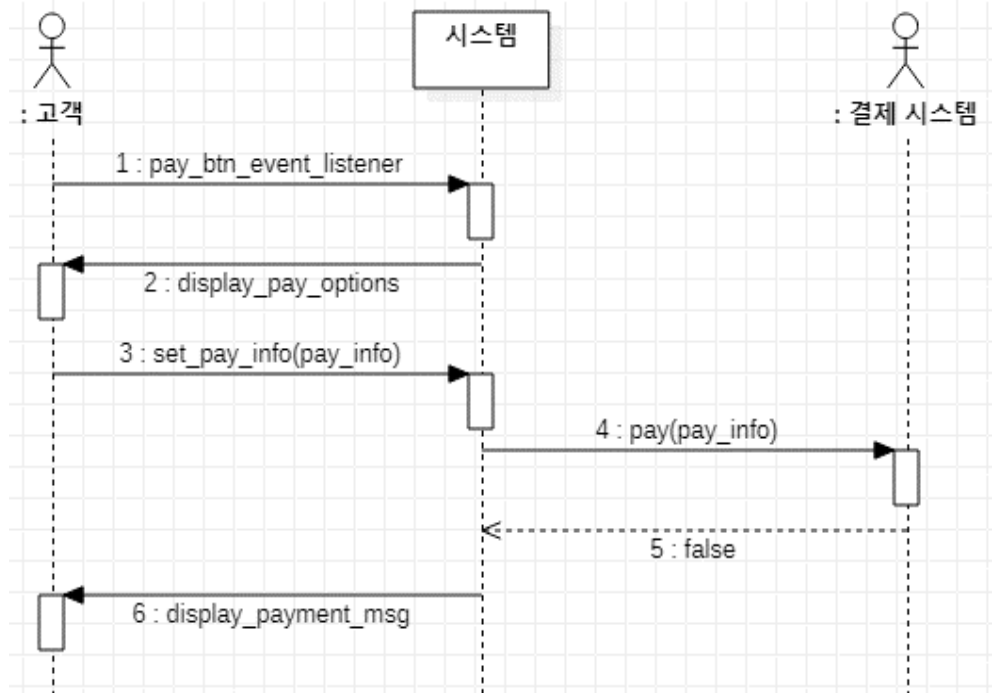 시스템
: 고객
: 결제 시스템
1 : pay_btn_event_listener
2 : display_pay_options
3 : set_pay_info(pay_info)
4 : pay(pay_info)
5 : false
6 : display_payment_msg